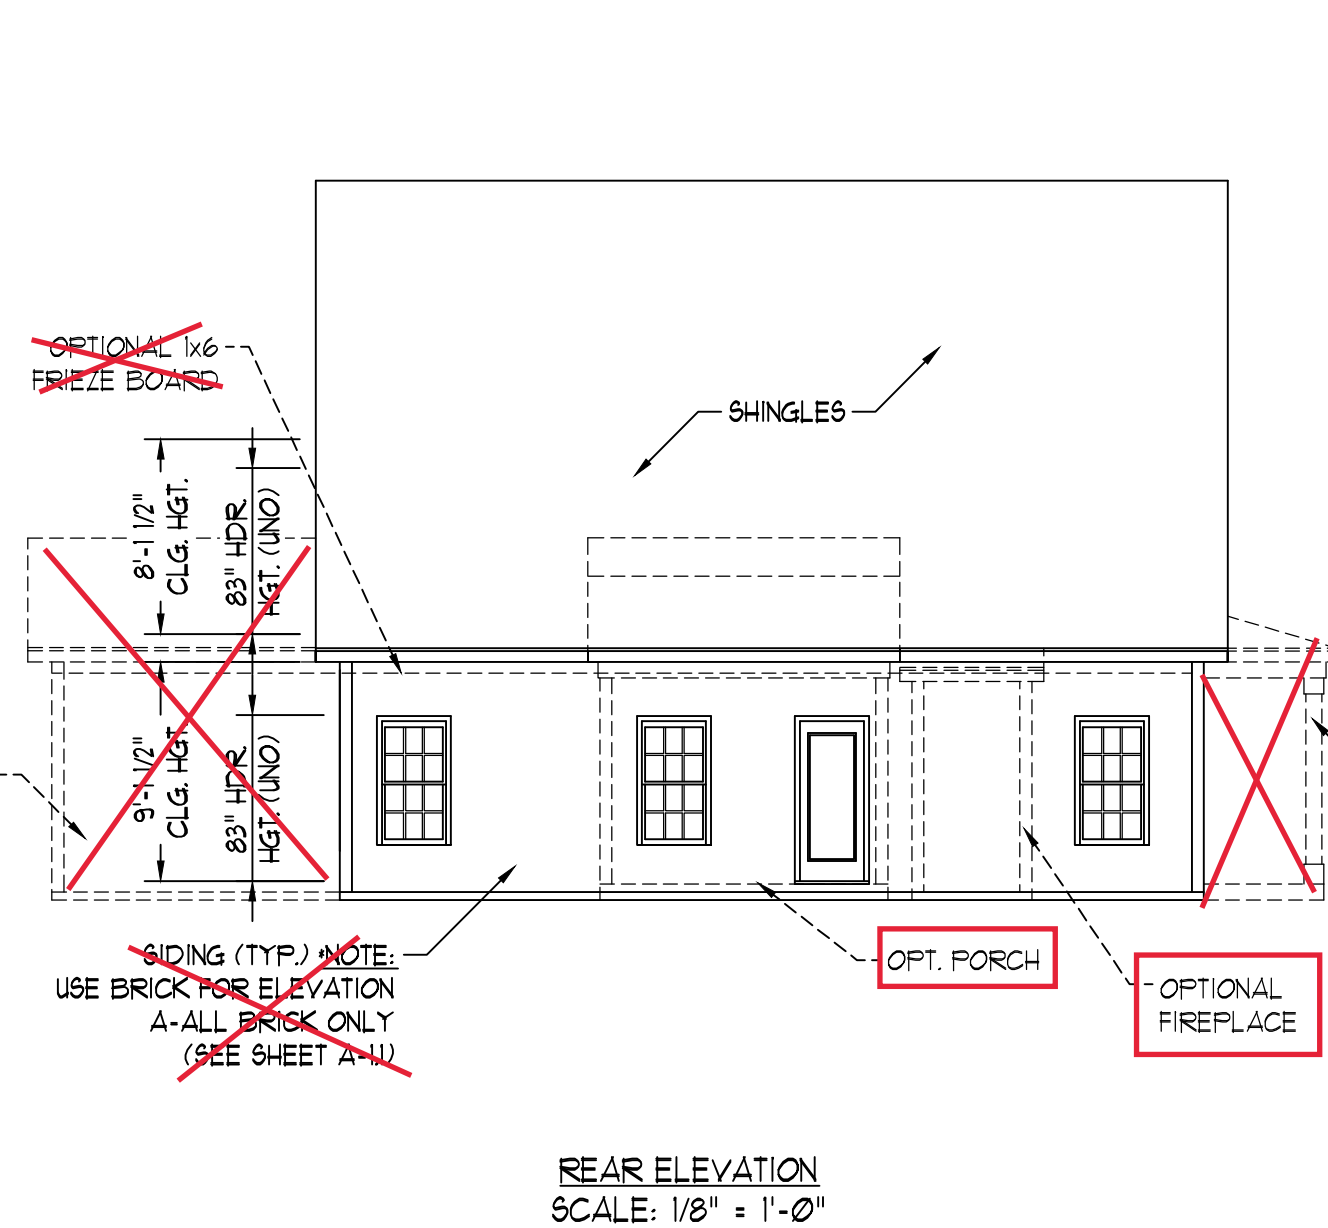 OPTIONAL 1x6
FRIEZE BOARD
SHINGLES
8'-1 1/2"
CLG. HGT.
83" HDR.
HGT. (UNO)
9'-1 1/2"
CLG. HGT.
83" HDR.
HGT. (UNO)
SIDING (TYP.) *NOTE:
USE BRICK FOR ELEVATION
A-ALL BRICK ONLY
(SEE SHEET A-1.1)
OPT. PORCH
OPTIONAL
FIREPLACE
REAR ELEVATION
SCALE: 1/8" = 1'-0"